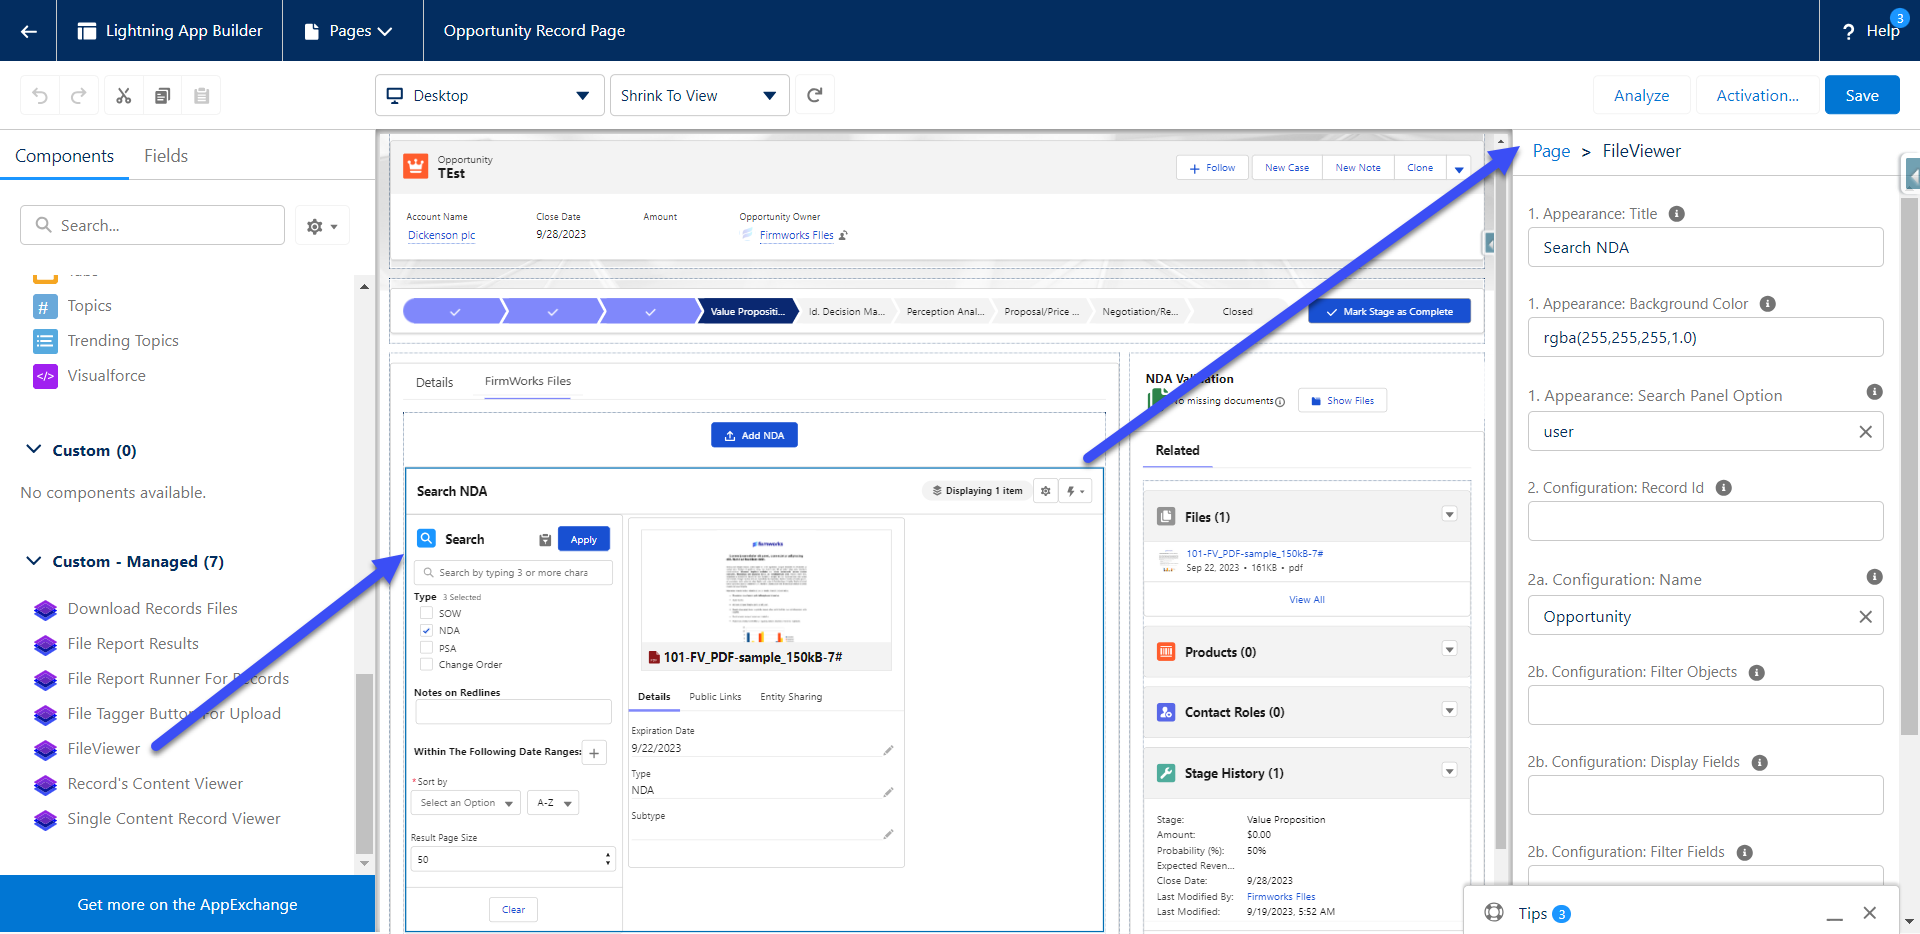 Lightning App Builder
Pages
Opportunity Record Page
3
? Help
Desktop
Shrink To View
Analyze
Activation...
Save
Components
Fields
Search...
Topics
Trending Topics
Visualforce
Custom (0)
No components available.
Custom - Managed (7)
Download Records Files
File Report Results
File Report Runner For Records
File Tagger Button For Upload
FileViewer
Record's Content Viewer
Single Content Record Viewer
Get more on the AppExchange
Opportunity
TEst
+ Follow
New Case
New Note
Clone
Account Name
Dickenson plc
Close Date
9/28/2023
Amount
Opportunity Owner
Firmworks FIles
Value Propositi...
Id. Decision Ma...
Perception Anal...
Proposal/Price ...
Negotiation/Re...
Closed
Mark Stage as Complete
Details
FirmWorks Files
Add NDA
Search NDA
Displaying 1 item
Search
Apply
Search by typing 3 or more chara
Type 3 Selected
SOW
NDA
PSA
Change Order
Notes on Redlines
Within The Following Date Ranges:
+
* Sort by
Select an Option
A-Z
Result Page Size
50
Clear
firmworks
101-FV_PDF-sample_150kB-7#
Details
Public Links
Entity Sharing
Expiration Date
9/22/2023
Type
NDA
Subtype
NDA Validation
No missing documents
Show Files
Related
Files (1)
101-FV_PDF-sample_150kB-7#
Sep 22, 2023 • 161KB • pdf
View All
Products (0)
Contact Roles (0)
Stage History (1)
Stage: Value Proposition
Amount: $0.00
Probability (%): 50%
Expected Reven...
Close Date: 9/28/2023
Last Modified By: Firmworks Files
Last Modified: 9/19/2023, 5:52 AM
Page > FileViewer
1. Appearance: Title
Search NDA
1. Appearance: Background Color
rgba(255,255,255,1.0)
1. Appearance: Search Panel Option
user
2. Configuration: Record Id
2a. Configuration: Name
Opportunity
2b. Configuration: Filter Objects
2b. Configuration: Display Fields
2b. Configuration: Filter Fields
Tips 3